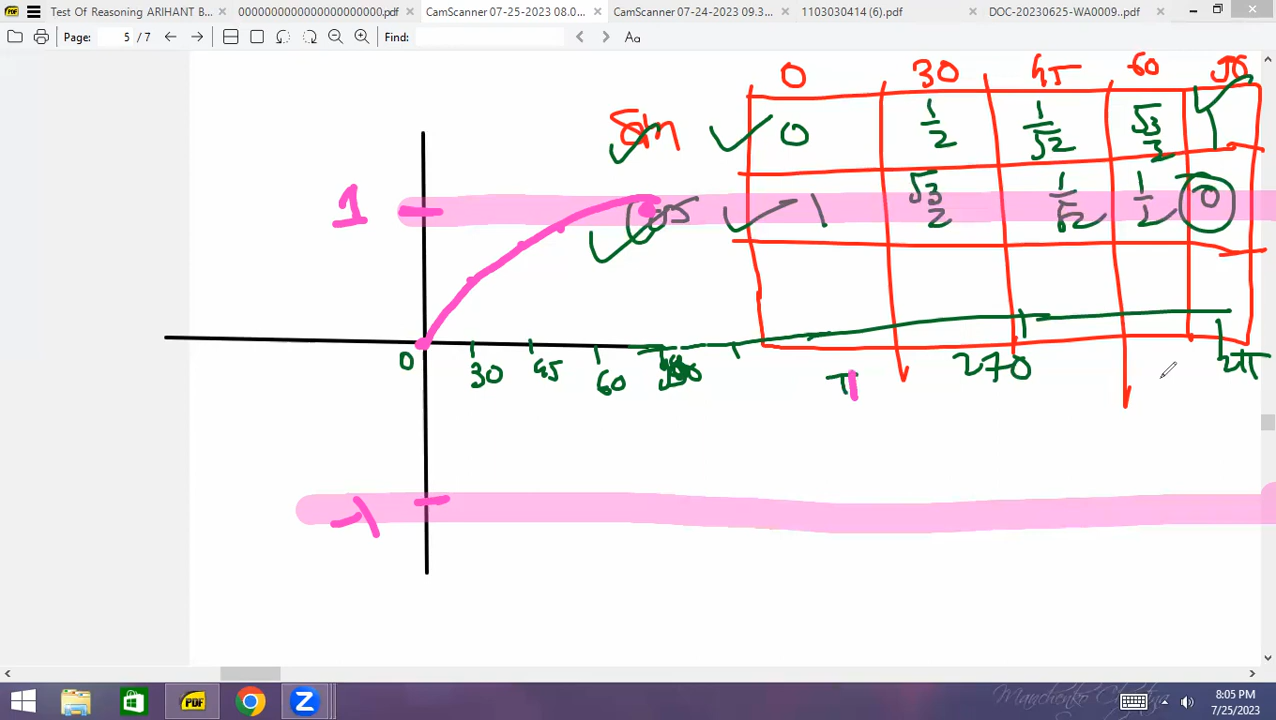 Test Of Reasoning ARIHANT B... 0000000000000000000000.pdf CamScanner 07-25-2023 08.0... CamScanner 07-24-2023 09.3... 1103030414 (6).pdf DOC-20230625-WA0009..pdf
Page: 5 / 7 Find: Aa
0 30 45 60 90
Sin 0 1/2 1/√2 √3/2 1
1 Cos 1 √3/2 1/√2 1/2 0
0 30 45 60 π 270 2π
-1
8:05 PM
7/25/2023